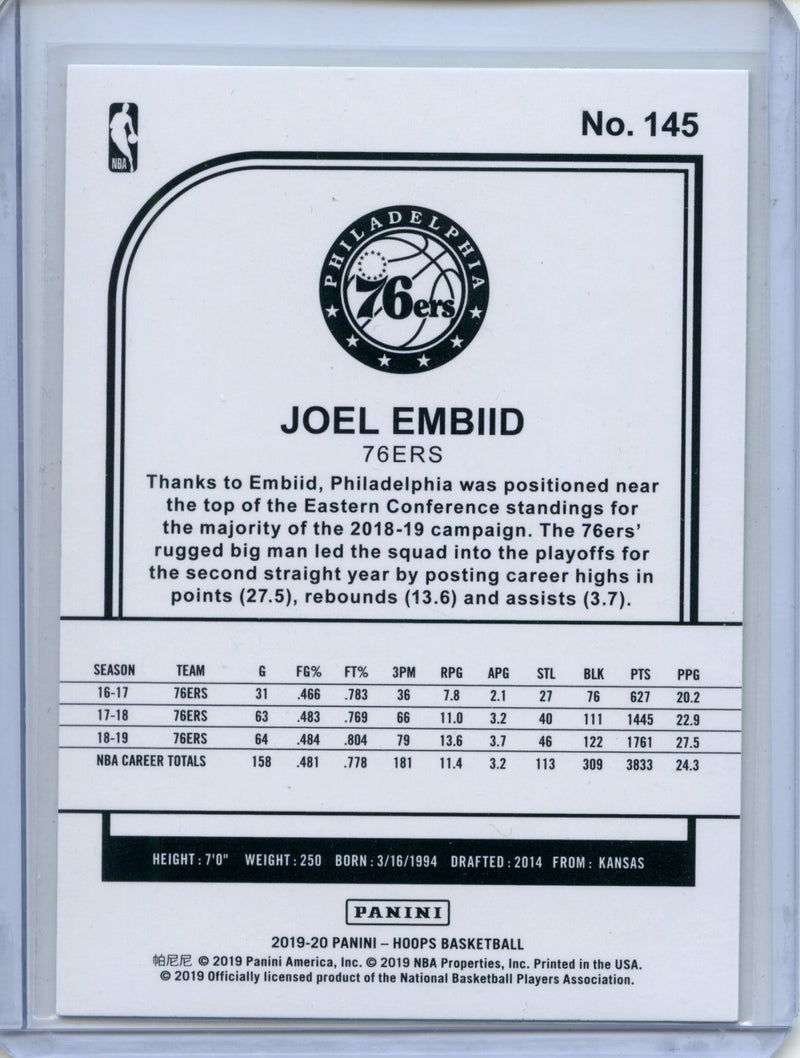 No. 145
NBA
PHILADELPHIA
76ers
JOEL EMBIID
76ERS
Thanks to Embiid, Philadelphia was positioned near
the top of the Eastern Conference standings for
the majority of the 2018-19 campaign. The 76ers'
rugged big man led the squad into the playoffs for
the second straight year by posting career highs in
points (27.5), rebounds (13.6) and assists (3.7).
SEASON TEAM G FG% FT% 3PM RPG APG STL BLK PTS PPG
16-17 76ERS 31 .466 .783 36 7.8 2.1 27 76 627 20.2
17-18 76ERS 63 .483 .769 66 11.0 3.2 40 111 1445 22.9
18-19 76ERS 64 .484 .804 79 13.6 3.7 46 122 1761 27.5
NBA CAREER TOTALS 158 .481 .778 181 11.4 3.2 113 309 3833 24.3
HEIGHT: 7'0" WEIGHT: 250 BORN: 3/16/1994 DRAFTED: 2014 FROM: KANSAS
PANINI
2019-20 PANINI – HOOPS BASKETBALL
帕尼尼 © 2019 Panini America, Inc. © 2019 NBA Properties, Inc. Printed in the USA.
© 2019 Officially licensed product of the National Basketball Players Association.